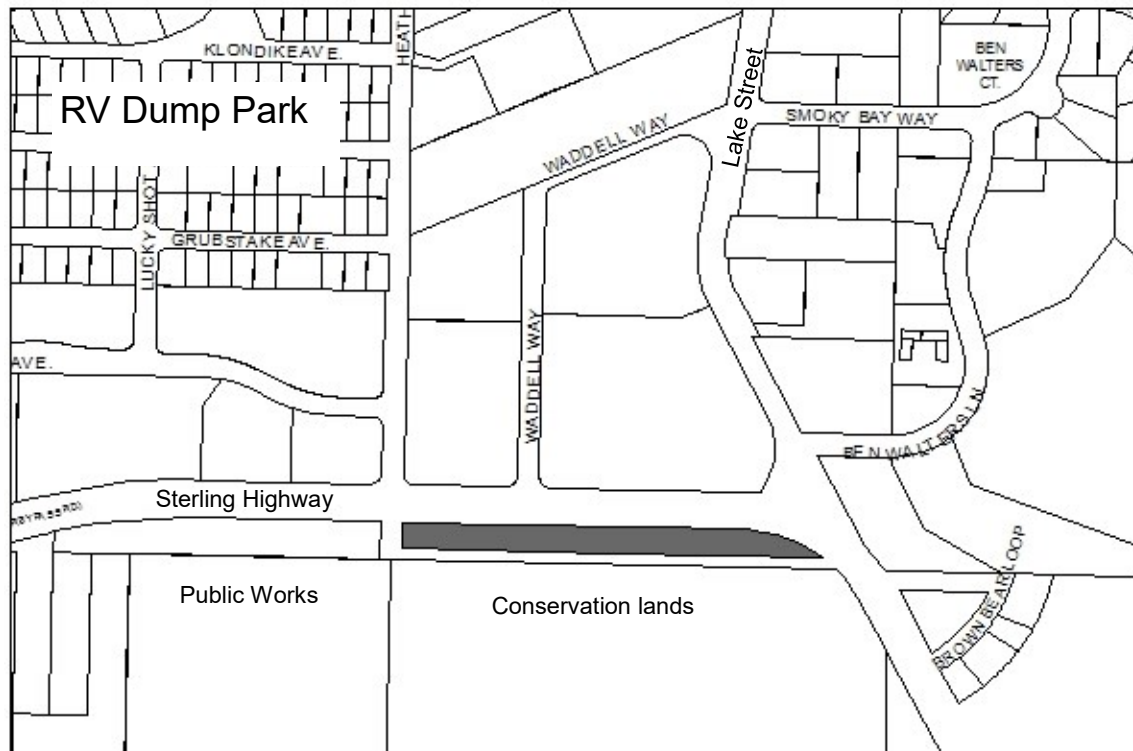 KLONDIKE AVE.
HEATH
BEN
WALTERS
CT.
RV Dump Park
Lake Street
SMOKY BAY WAY
WADDELL WAY
LUCKY SHOT
GRUBSTAKE AVE.
WADDELL WAY
AVE.
BEN WALTERS LN
Sterling Highway
BROWN BEAR LOOP
Public Works
Conservation lands